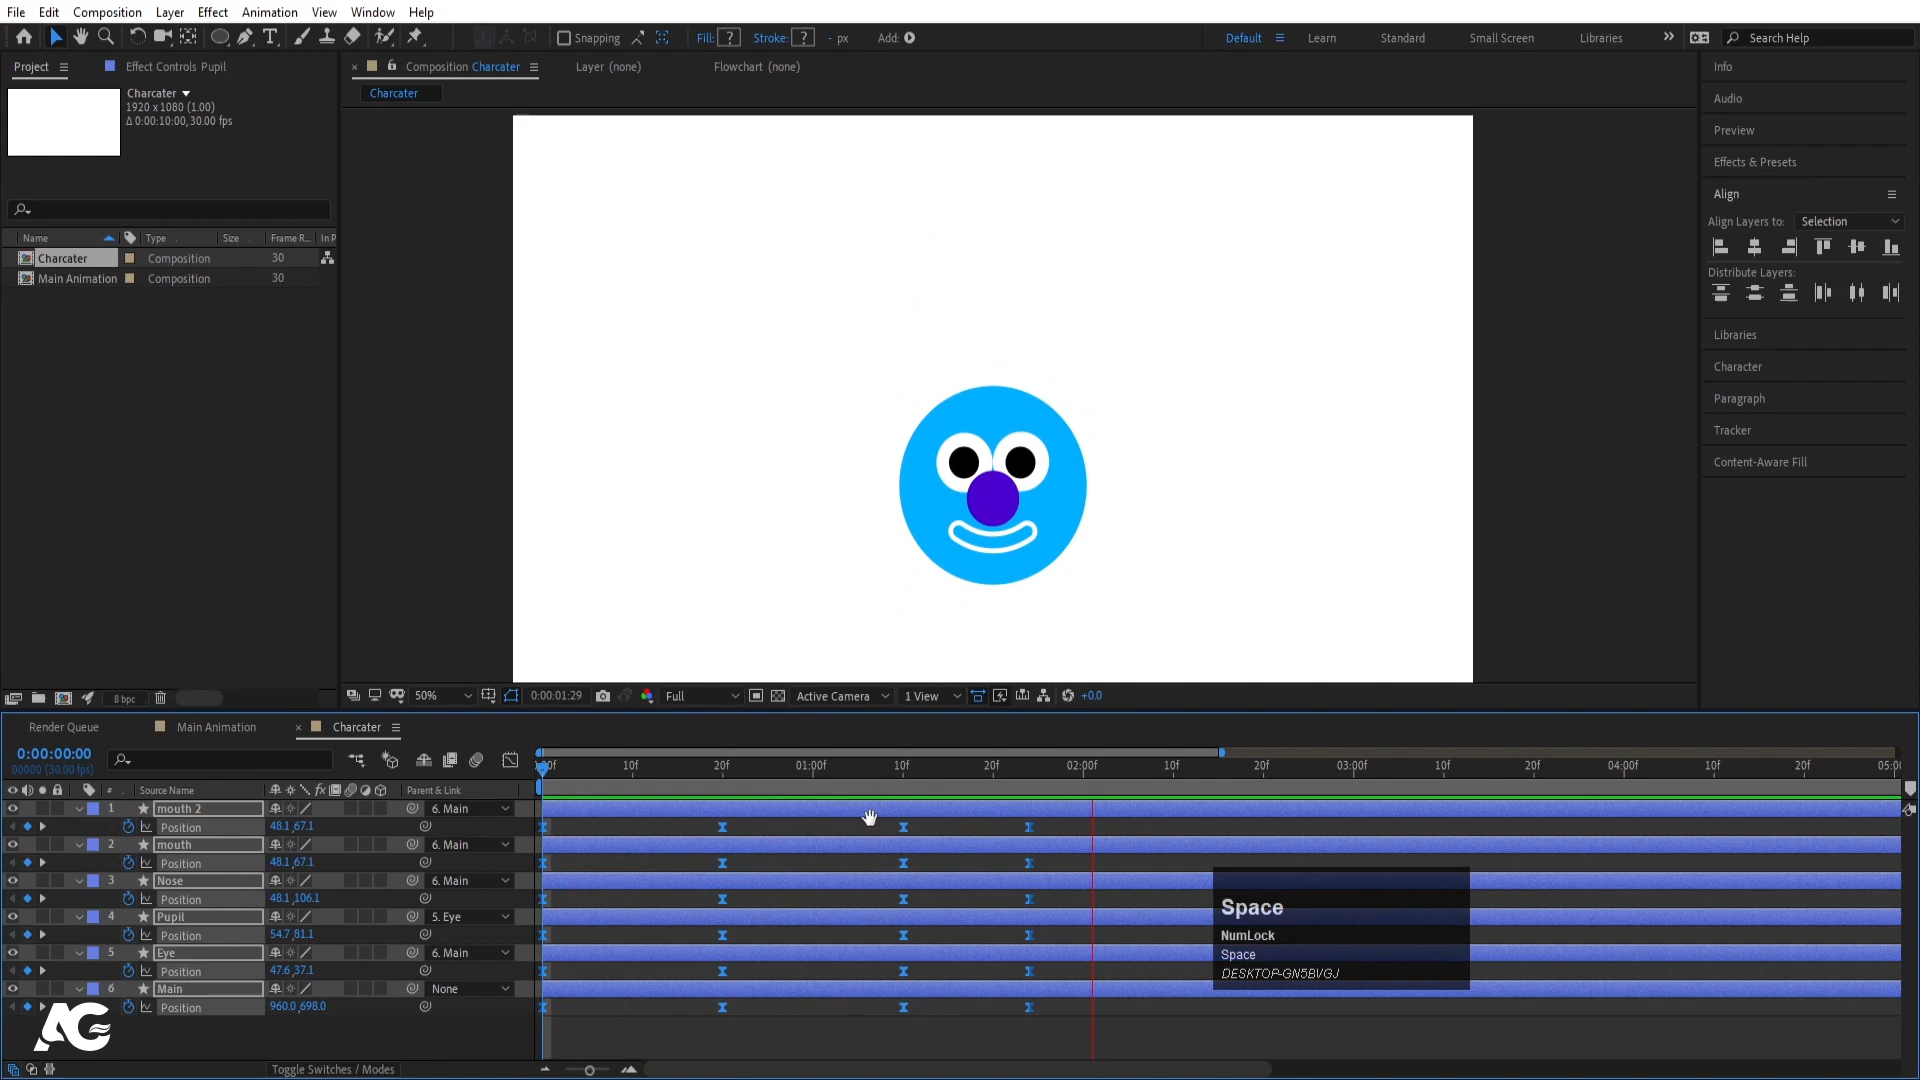 File Edit Composition Layer Effect Animation View Window Help
Snapping Fill: ? Stroke: ? - px Add: Default Learn Standard Small Screen Libraries Search Help
Project Effect Controls Pupil
Composition Charcater Layer (none) Flowchart (none)
Charcater
1920 x 1080 (1.00)
Δ 0:00:10:00, 30.00 fps
Charcater
Name Type Size Frame R... In P
Charcater Composition 30
Main Animation Composition 30
Info
Audio
Preview
Effects & Presets
Align
Align Layers to: Selection
Distribute Layers:
Libraries
Character
Paragraph
Tracker
Content-Aware Fill
8 bpc
50% 0:00:01:29 Full Active Camera 1 View +0.0
Render Queue Main Animation Charcater
0:00:00:00
00000 (30.00 fps)
10f 20f 01:00f 10f 20f 02:00f 10f 20f 03:00f 10f 20f 04:00f 10f 20f 05:00
# Source Name Parent & Link
1 mouth 2 6. Main
Position 48.1,67.1
2 mouth 6. Main
Position 48.1,67.1
3 Nose 6. Main
Position 48.1,106.1
4 Pupil 5. Eye
Position 54.7,81.1
5 Eye 6. Main
Position 47.6,37.1
6 Main None
Position 960.0,698.0
Space
NumLock
Space
DESKTOP-GN5BVGJ
AG
Toggle Switches / Modes